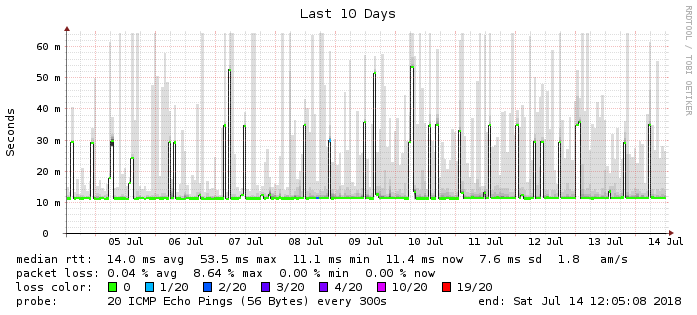 Last 10 Days
RRDTOOL / TOBI OETIKER
Seconds
60 m
50 m
40 m
30 m
20 m
10 m
0
05 Jul 06 Jul 07 Jul 08 Jul 09 Jul 10 Jul 11 Jul 12 Jul 13 Jul 14 Jul
median rtt: 14.0 ms avg 53.5 ms max 11.1 ms min 11.4 ms now 7.6 ms sd 1.8 am/s
packet loss: 0.04 % avg 8.64 % max 0.00 % min 0.00 % now
loss color: 0 1/20 2/20 3/20 4/20 10/20 19/20
probe: 20 ICMP Echo Pings (56 Bytes) every 300s end: Sat Jul 14 12:05:08 2018